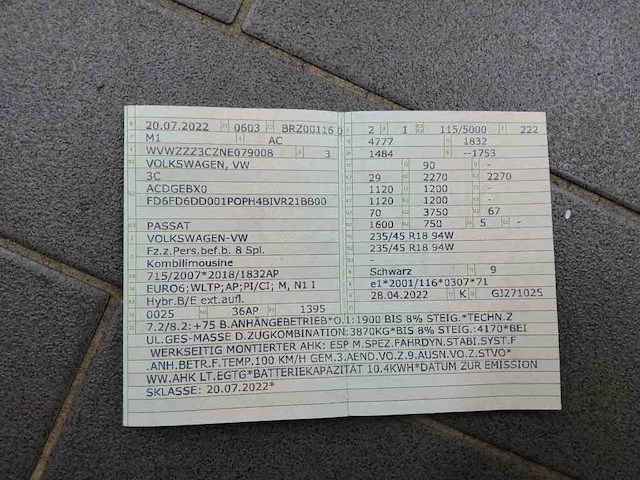 20.07.2022 0603 BRZ00116 0
M1 AC
WVWZZZ3CZNE079008 3
VOLKSWAGEN, VW
3C
ACDGEBX0
FD6FD6DD001POPH4BIVR21BB00
PASSAT
VOLKSWAGEN-VW
Fz.z.Pers.bef.b. 8 Spl.
Kombilimousine
715/2007*2018/1832AP
EURO6;WLTP;AP;PI/CI; M, N1 I
Hybr.B/E ext.aufl.
0025 36AP 1395
2 1 115/5000 222
4777 1832
1484 --1753
90 -
29 2270 2270
1120 1200 -
1120 1200 -
70 3750 67
1600 750 5 -
235/45 R18 94W
235/45 R18 94W
-
Schwarz 9
e1*2001/116*0307*71
28.04.2022 K GJ271025
7.2/8.2:+75 B.ANHÄNGEBETRIEB*O.1:1900 BIS 8% STEIG.*TECHN.Z
UL.GES-MASSE D.ZUGKOMBINATION:3870KG*BIS 8% STEIG.:4170*BEI
WERKSEITIG MONTIERTER AHK: ESP M.SPEZ.FAHRDYN.STABI.SYST.F
.ANH.BETR.F.TEMP.100 KM/H GEM.3.AEND.VO.Z.9.AUSN.VO.Z.STVO*
WW.AHK LT.EGTG*BATTERIEKAPAZITÄT 10.4KWH*DATUM ZUR EMISSION
SKLASSE: 20.07.2022*